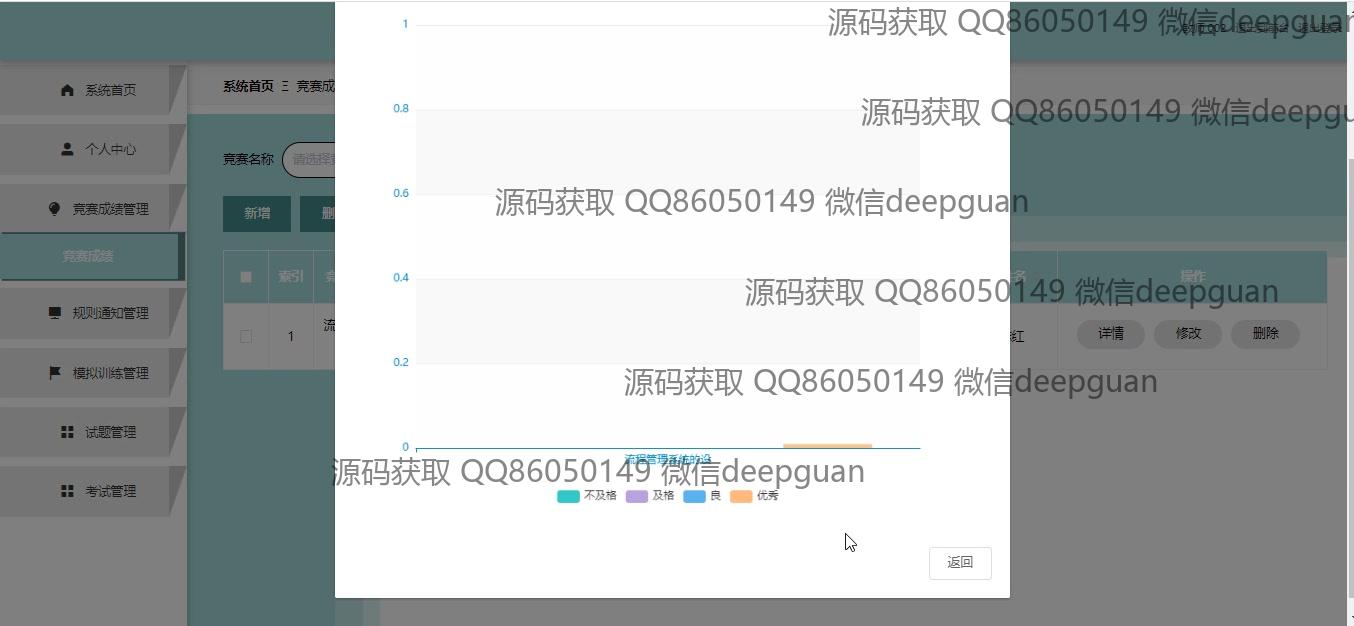 源码获取 QQ86050149 微信deepguan
系统首页
系统首页 Ξ 竞赛成
个人中心
竞赛名称 请选择
竞赛成绩管理
新增 删
竞赛成绩
索引 竞
名 操作
规则通知管理
1 流
红 详情 修改 删除
模拟训练管理
试题管理
考试管理
1
0.8
源码获取 QQ86050149 微信deepgu
0.6
源码获取 QQ86050149 微信deepguan
0.4
源码获取 QQ86050149 微信deepguan
0.2
源码获取 QQ86050149 微信deepguan
0
流程管理系统的设
源码获取 QQ86050149 微信deepguan
不及格 及格 良 优秀
返回